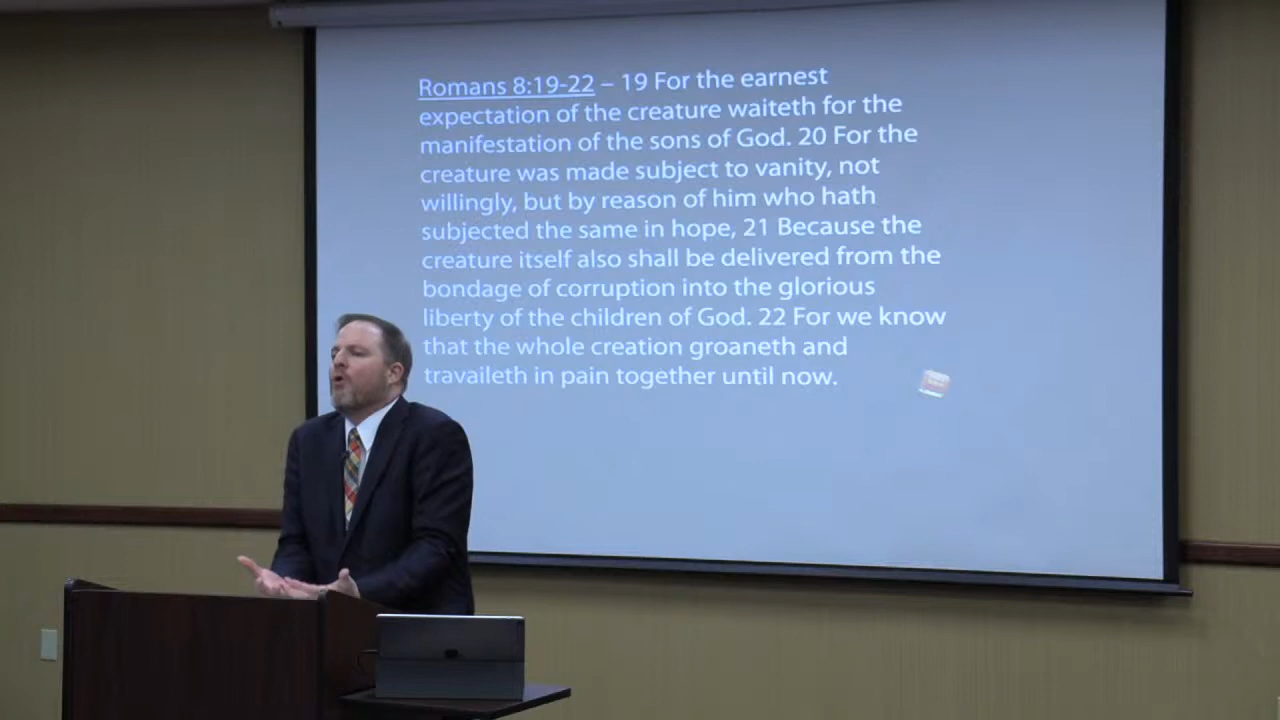 Romans 8:19-22 – 19 For the earnest
expectation of the creature waiteth for the
manifestation of the sons of God. 20 For the
creature was made subject to vanity, not
willingly, but by reason of him who hath
subjected the same in hope, 21 Because the
creature itself also shall be delivered from the
bondage of corruption into the glorious
liberty of the children of God. 22 For we know
that the whole creation groaneth and
travaileth in pain together until now.